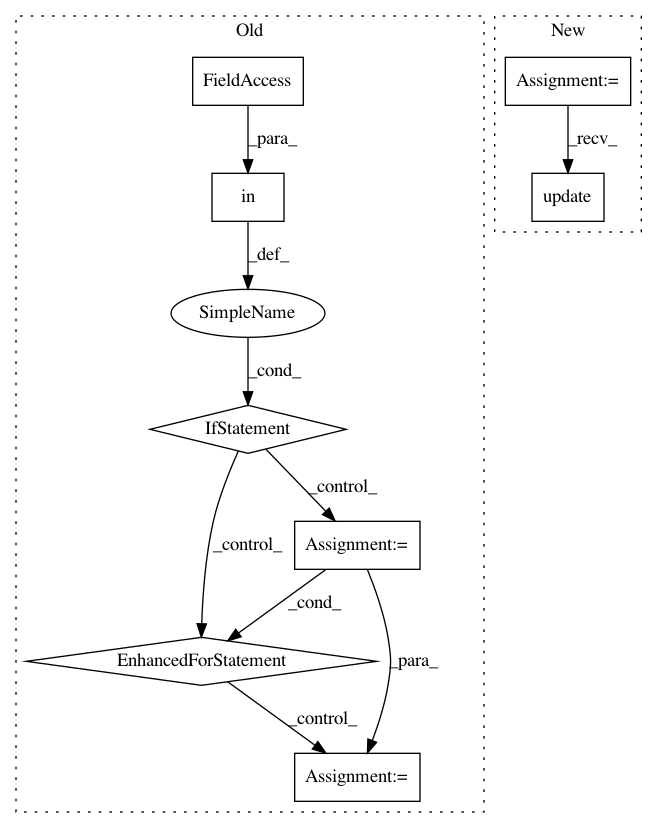 Old
New
FieldAccess
Assignment:=
_para_
_recv_
in
update
_def_
SimpleName
_cond_
IfStatement
_control_
_control_
Assignment:=
_cond_
EnhancedForStatement
_para_
_control_
Assignment:=